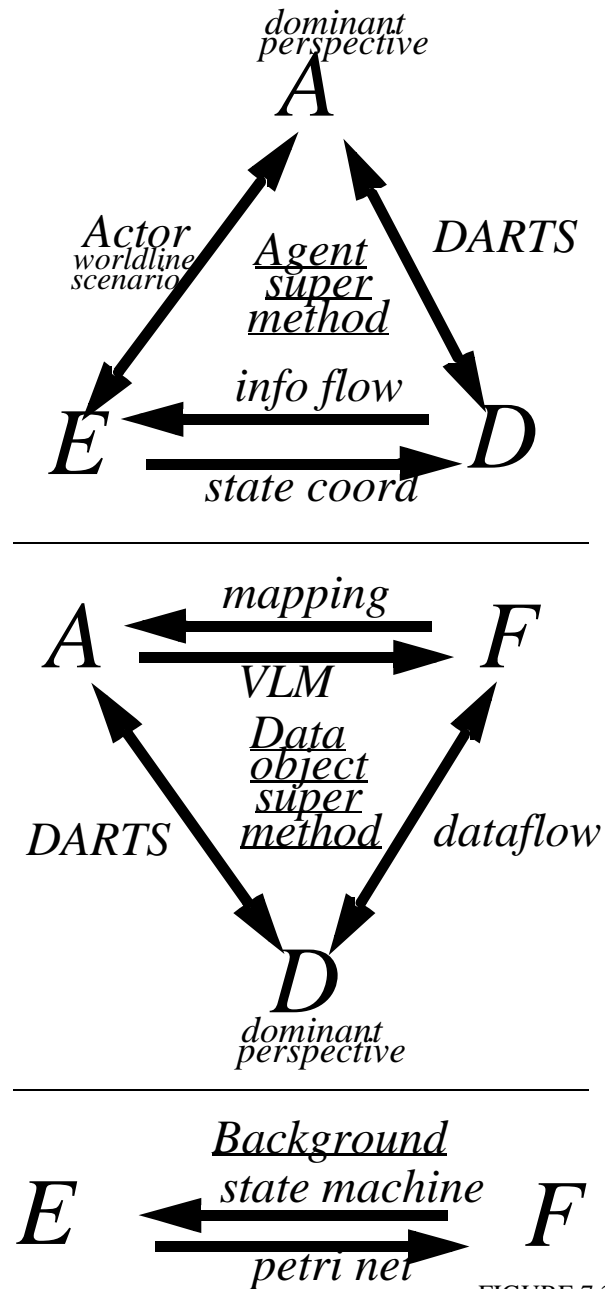 dominant
perspective
A
Actor
worldline
scenario
DARTS
Agent
super
method
info flow
E
D
state coord
mapping
A
F
VLM
Data
object
super
method
DARTS
dataflow
D
dominant
perspective
Background
state machine
E
F
petri net